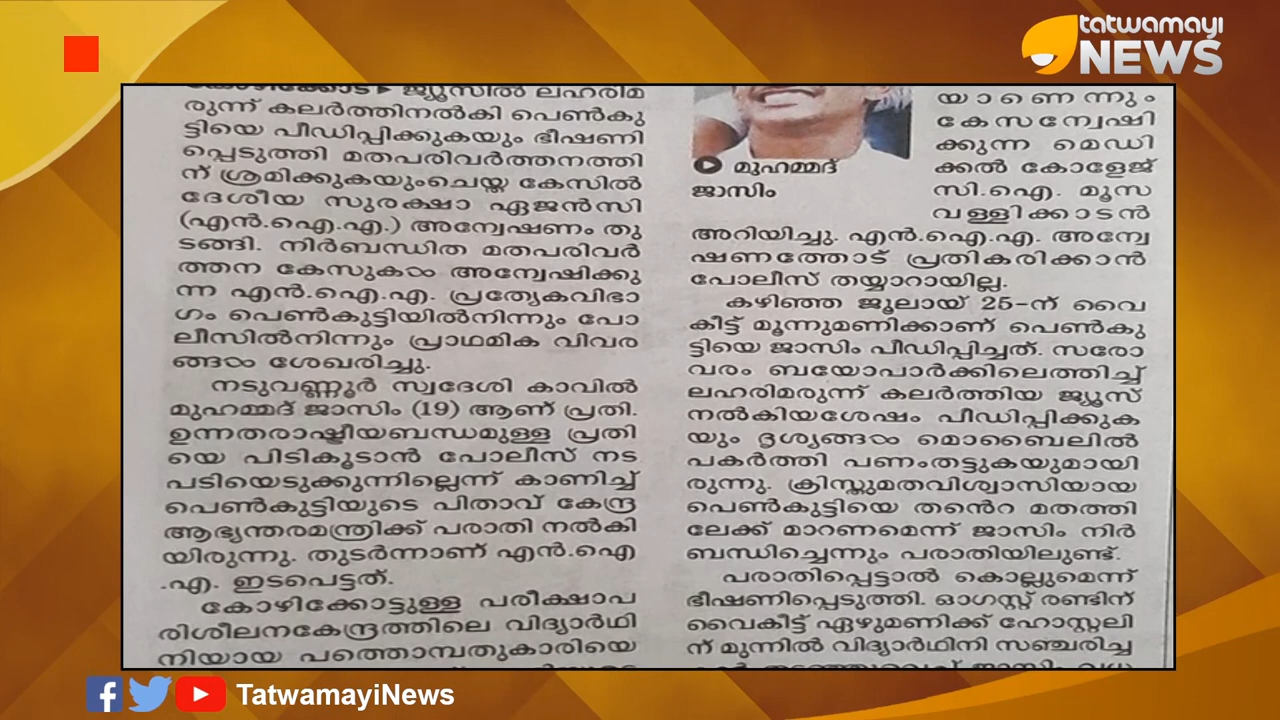 tatwamayi
NEWS
കോഴിക്കോട് ▶ ജ്യൂസിൽ ലഹരിമ
രുന്ന് കലർത്തിനൽകി പെൺകു
ട്ടിയെ പീഡിപ്പിക്കുകയും ഭീഷണി
പ്പെടുത്തി മതപരിവർത്തനത്തി
ന് ശ്രമിക്കുകയുംചെയ്ത കേസിൽ
ദേശീയ സുരക്ഷാ ഏജൻസി
(എൻ.ഐ.എ.) അന്വേഷണം തു
ടങ്ങി. നിർബന്ധിത മതപരിവർ
ത്തന കേസുകൾ അന്വേഷിക്കു
ന്ന എൻ.ഐ.എ. പ്രത്യേകവിഭാ
ഗം പെൺകുട്ടിയിൽനിന്നും പോ
ലീസിൽനിന്നും പ്രാഥമിക വിവര
ങ്ങൾ ശേഖരിച്ചു.
നടുവണ്ണൂർ സ്വദേശി കാവിൽ
മുഹമ്മദ് ജാസിം (19) ആണ് പ്രതി.
ഉന്നതരാഷ്ട്രീയബന്ധമുള്ള പ്രതി
യെ പിടികൂടാൻ പോലീസ് നട
പടിയെടുക്കുന്നില്ലെന്ന് കാണിച്ച്
പെൺകുട്ടിയുടെ പിതാവ് കേന്ദ്ര
ആഭ്യന്തരമന്ത്രിക്ക് പരാതി നൽകി
യിരുന്നു. തുടർന്നാണ് എൻ.ഐ
.എ. ഇടപെട്ടത്.
കോഴിക്കോട്ടുള്ള പരീക്ഷാപ
രിശീലനകേന്ദ്രത്തിലെ വിദ്യാർഥി
നിയായ പത്തൊമ്പതുകാരിയെ
മുഹമ്മദ്
ജാസിം
യാണെന്നും
കേസന്വേഷി
ക്കുന്ന മെഡി
ക്കൽ കോളേജ്
സി.ഐ. മൂസ
വള്ളിക്കാടൻ
അറിയിച്ചു. എൻ.ഐ.എ. അന്വേ
ഷണത്തോട് പ്രതികരിക്കാൻ
പോലീസ് തയ്യാറായില്ല.
കഴിഞ്ഞ ജൂലായ് 25-ന് വൈ
കീട്ട് മൂന്നുമണിക്കാണ് പെൺകു
ട്ടിയെ ജാസിം പീഡിപ്പിച്ചത്. സരോ
വരം ബയോപാർക്കിലെത്തിച്ച്
ലഹരിമരുന്ന് കലർത്തിയ ജ്യൂസ്
നൽകിയശേഷം പീഡിപ്പിക്കുക
യും ദൃശ്യങ്ങൾ മൊബൈലിൽ
പകർത്തി പണംതട്ടുകയുമായി
രുന്നു. ക്രിസ്തുമതവിശ്വാസിയായ
പെൺകുട്ടിയെ തൻെറ മതത്തി
ലേക്ക് മാറണമെന്ന് ജാസിം നിർ
ബന്ധിച്ചെന്നും പരാതിയിലുണ്ട്.
പരാതിപ്പെട്ടാൽ കൊല്ലുമെന്ന്
ഭീഷണിപ്പെടുത്തി. ഓഗസ്റ്റ് രണ്ടിന്
വൈകീട്ട് ഏഴുമണിക്ക് ഹോസ്റ്റലി
ന് മുന്നിൽ വിദ്യാർഥിനി സഞ്ചരിച്ച
TatwamayiNews